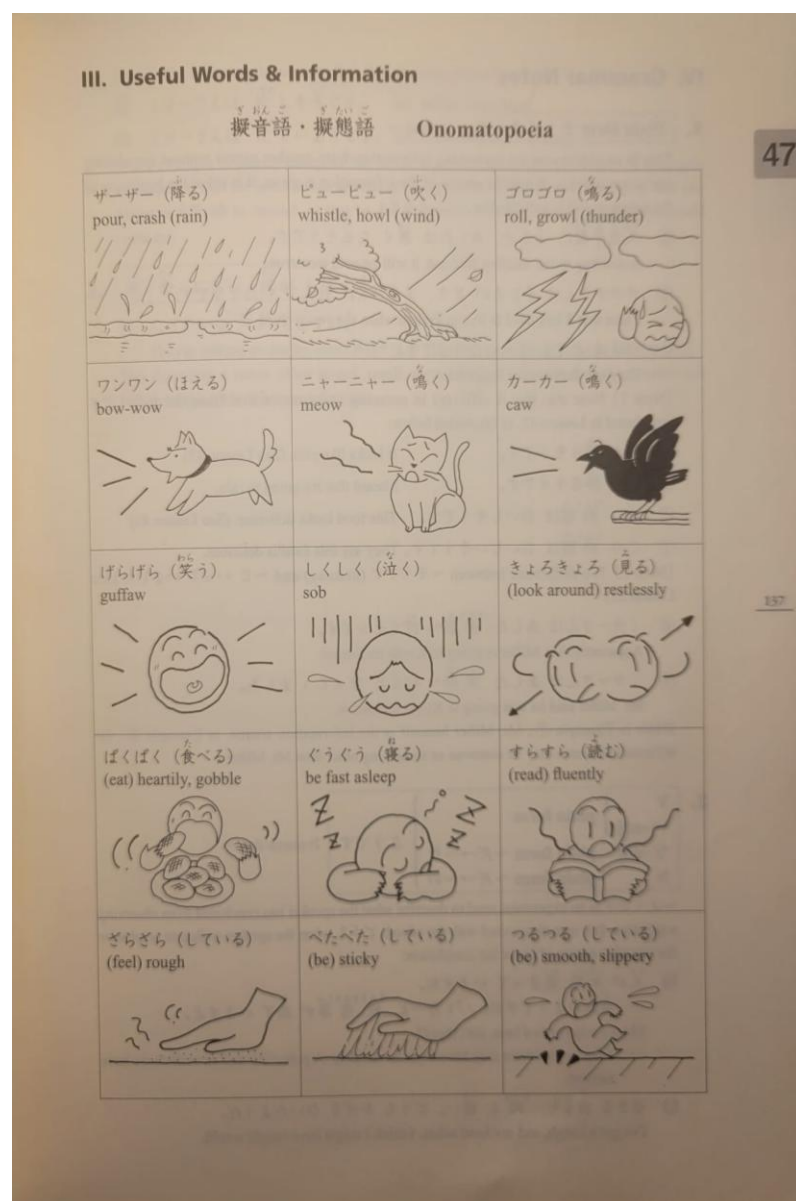 III. Useful Words & Information
擬音語・擬態語 Onomatopoeia
47
ザーザー（降る）
pour, crash (rain)
ピューピュー（吹く）
whistle, howl (wind)
ゴロゴロ（鳴る）
roll, growl (thunder)
ワンワン（ほえる）
bow-wow
ニャーニャー（鳴く）
meow
カーカー（鳴く）
caw
げらげら（笑う）
guffaw
しくしく（泣く）
sob
きょろきょろ（見る）
(look around) restlessly
157
ぱくぱく（食べる）
(eat) heartily, gobble
ぐうぐう（寝る）
be fast asleep
Z
Z
Z
Z
すらすら（読む）
(read) fluently
ざらざら（している）
(feel) rough
べたべた（している）
(be) sticky
つるつる（している）
(be) smooth, slippery